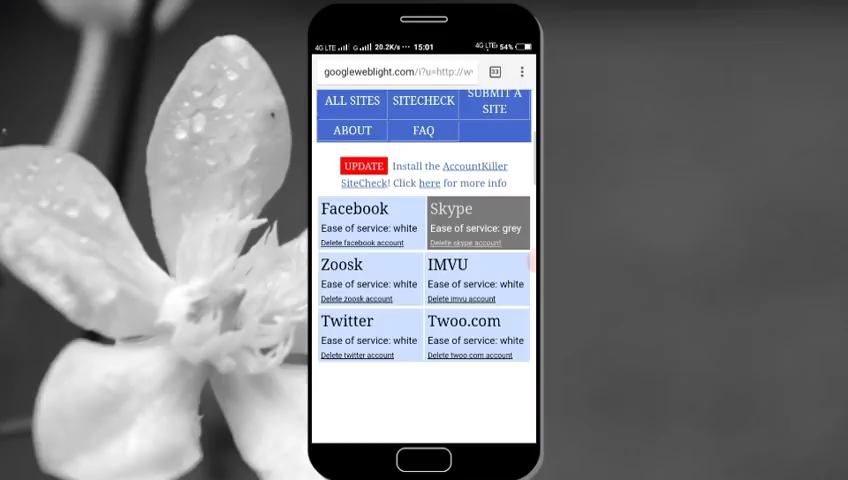 4G LTE G 20.2K/s ··· 15:01 4G LTE 54%
googleweblight.com/i?u=http://w
33
ALL SITES SITECHECK SUBMIT A SITE
ABOUT FAQ
UPDATE Install the AccountKiller
SiteCheck! Click here for more info
Facebook
Ease of service: white
Delete facebook account
Skype
Ease of service: grey
Delete skype account
Zoosk
Ease of service: white
Delete zoosk account
IMVU
Ease of service: white
Delete imvu account
Twitter
Ease of service: white
Delete twitter account
Twoo.com
Ease of service: white
Delete twoo com account